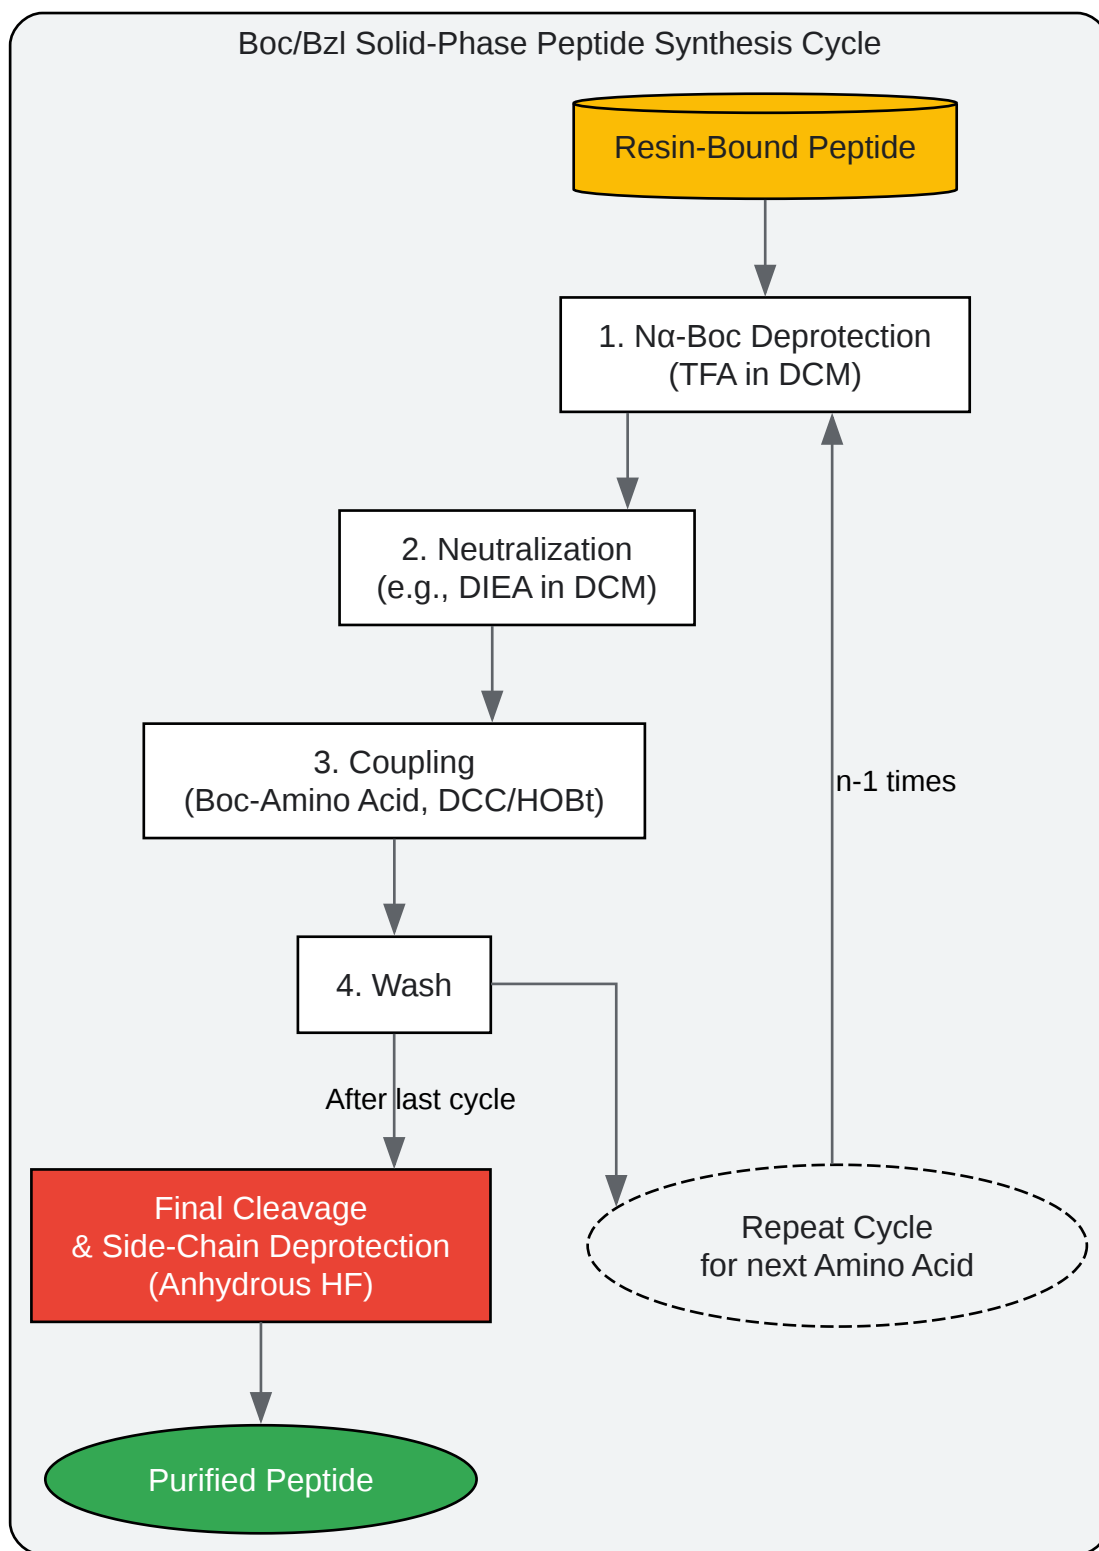 Boc/Bzl Solid-Phase Peptide Synthesis Cycle
Resin-Bound Peptide
1. Nα-Boc Deprotection
(TFA in DCM)
2. Neutralization
(e.g., DIEA in DCM)
3. Coupling
(Boc-Amino Acid, DCC/HOBt)
n-1 times
4. Wash
After last cycle
Final Cleavage
& Side-Chain Deprotection
(Anhydrous HF)
Repeat Cycle
for next Amino Acid
Purified Peptide